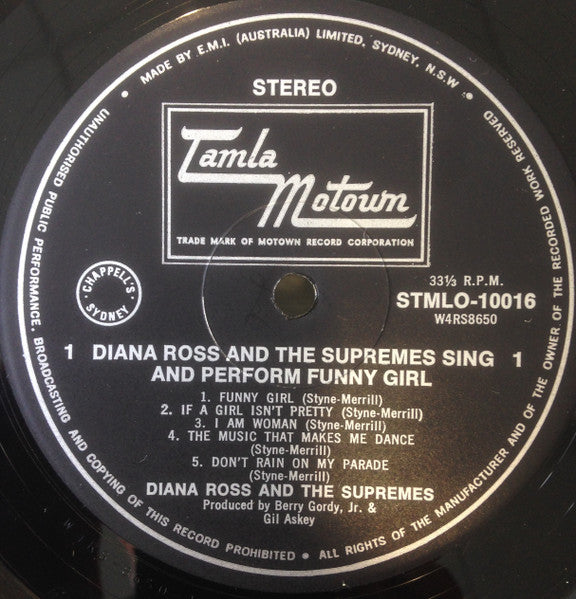 • MADE BY E.M.I. (AUSTRALIA) LIMITED, SYDNEY, N.S.W •
STEREO
Tamla
Motown
TRADE MARK OF MOTOWN RECORD CORPORATION
CHAPPELL'S
SYDNEY
33⅓ R.P.M.
STMLO-10016
W4RS8650
1 DIANA ROSS AND THE SUPREMES SING 1
AND PERFORM FUNNY GIRL
1. FUNNY GIRL (Styne-Merrill)
2. IF A GIRL ISN'T PRETTY (Styne-Merrill)
3. I AM WOMAN (Styne-Merrill)
4. THE MUSIC THAT MAKES ME DANCE
(Styne-Merrill)
5. DON'T RAIN ON MY PARADE
(Styne-Merrill)
DIANA ROSS AND THE SUPREMES
Produced by Berry Gordy, Jr. &
Gil Askey
UNAUTHORISED PUBLIC PERFORMANCE, BROADCASTING AND COPYING OF THIS RECORD PROHIBITED • ALL RIGHTS OF THE MANUFACTURER AND OF THE OWNER OF THE RECORDED WORK RESERVED